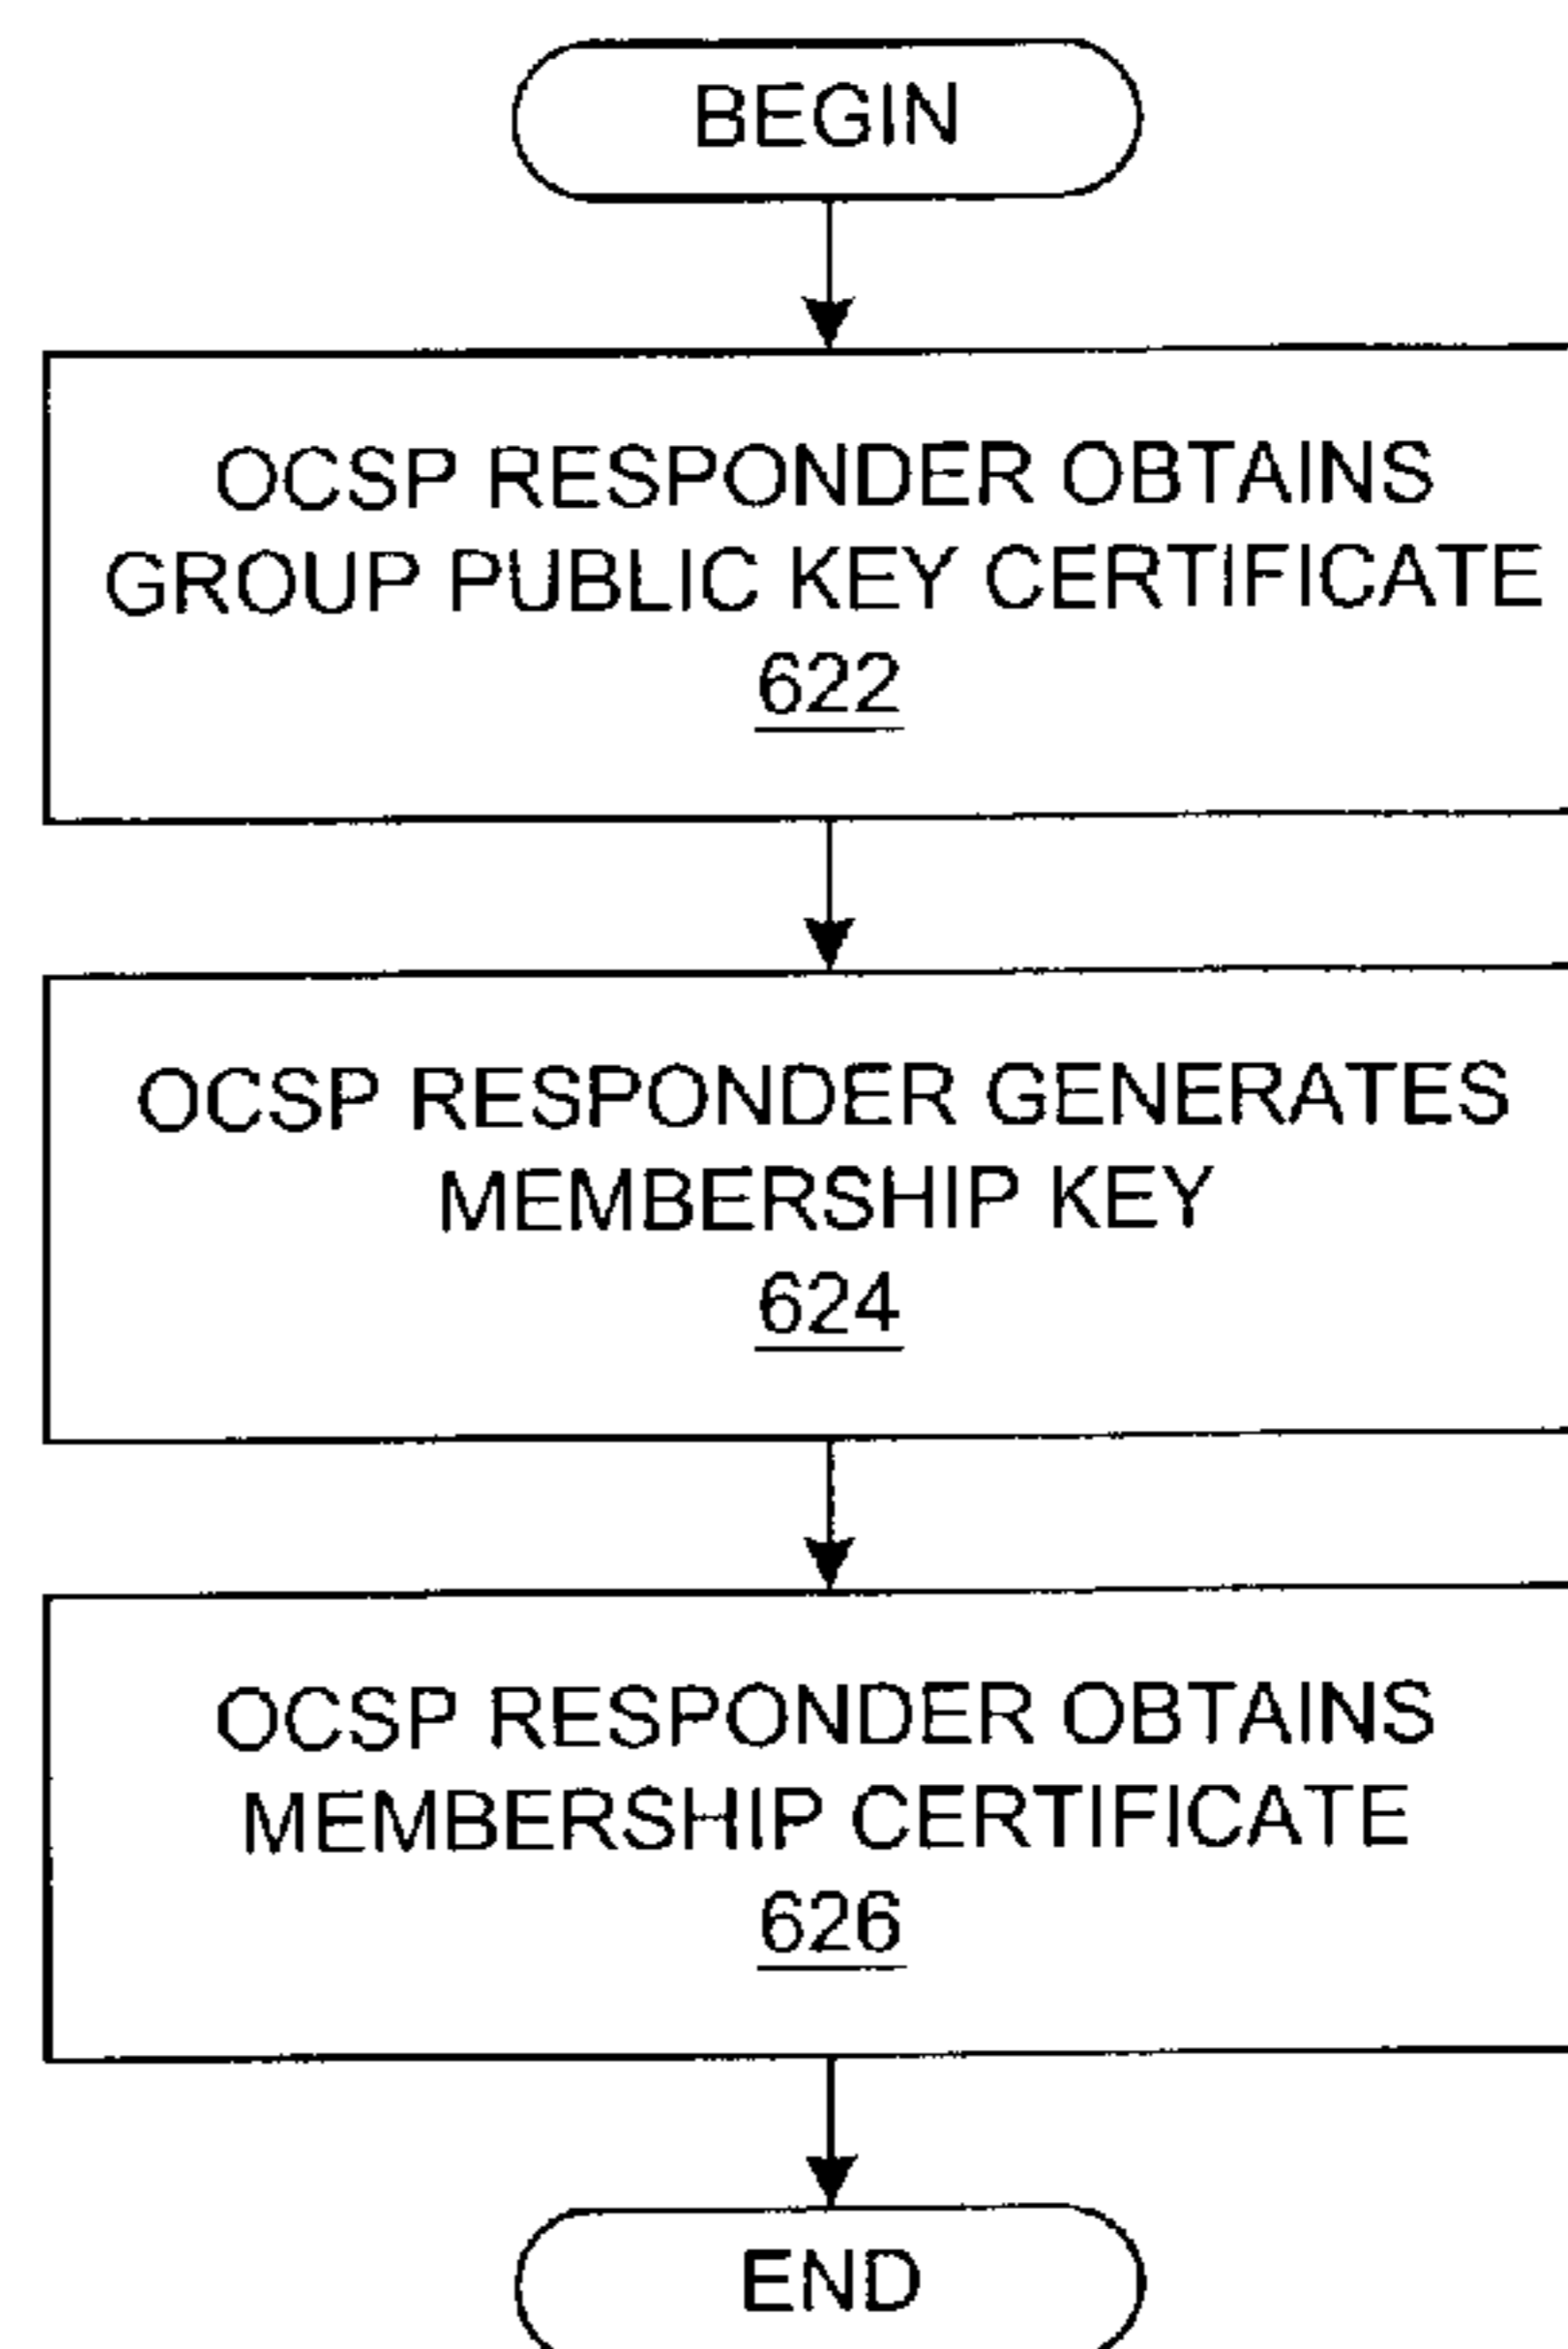 BEGIN
OCSP RESPONDER OBTAINS
GROUP PUBLIC KEY CERTIFICATE
622
OCSP RESPONDER GENERATES
MEMBERSHIP KEY
624
OCSP RESPONDER OBTAINS
MEMBERSHIP CERTIFICATE
626
END